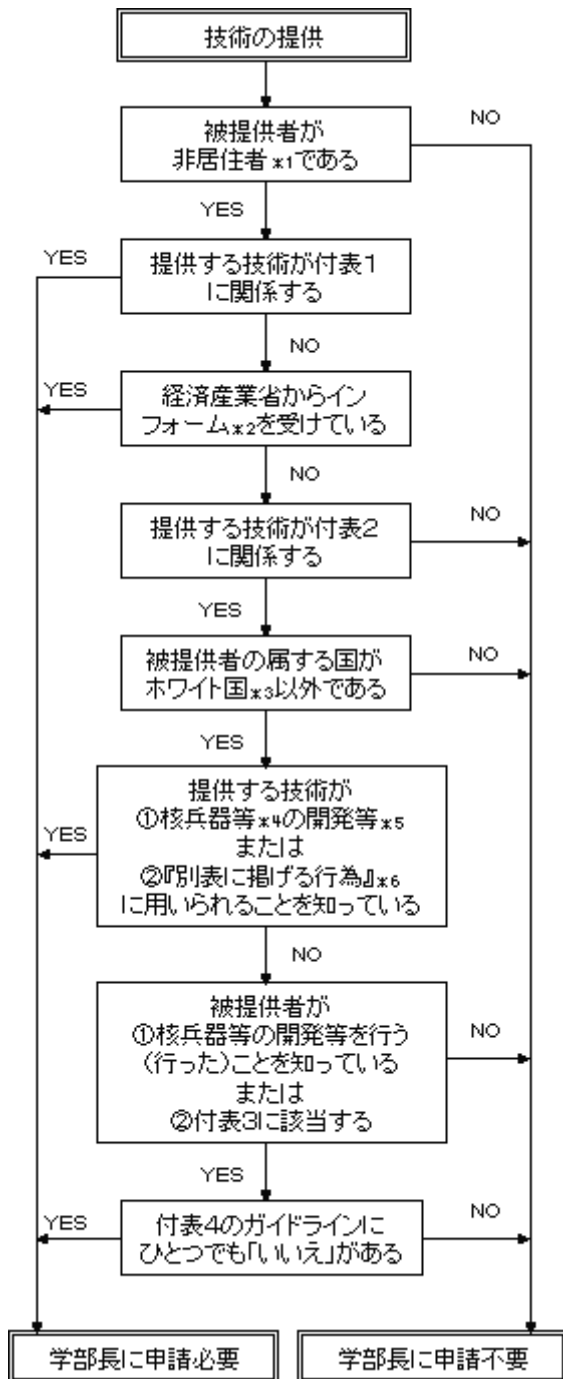 技術の提供
被提供者が
非居住者*1である
NO
YES
YES
提供する技術が付表1
に関係する
NO
YES
経済産業省からイン
フォーム*2を受けている
NO
提供する技術が付表2
に関係する
NO
YES
被提供者の属する国が
ホワイト国*3以外である
NO
YES
提供する技術が
①核兵器等*4の開発等*5
または
②『別表に掲げる行為』*6
に用いられることを知っている
YES
NO
被提供者が
①核兵器等の開発等を行う
(行った)ことを知っている
または
②付表3に該当する
NO
YES
YES
付表4のガイドラインに
ひとつでも「いいえ」がある
NO
学部長に申請必要
学部長に申請不要